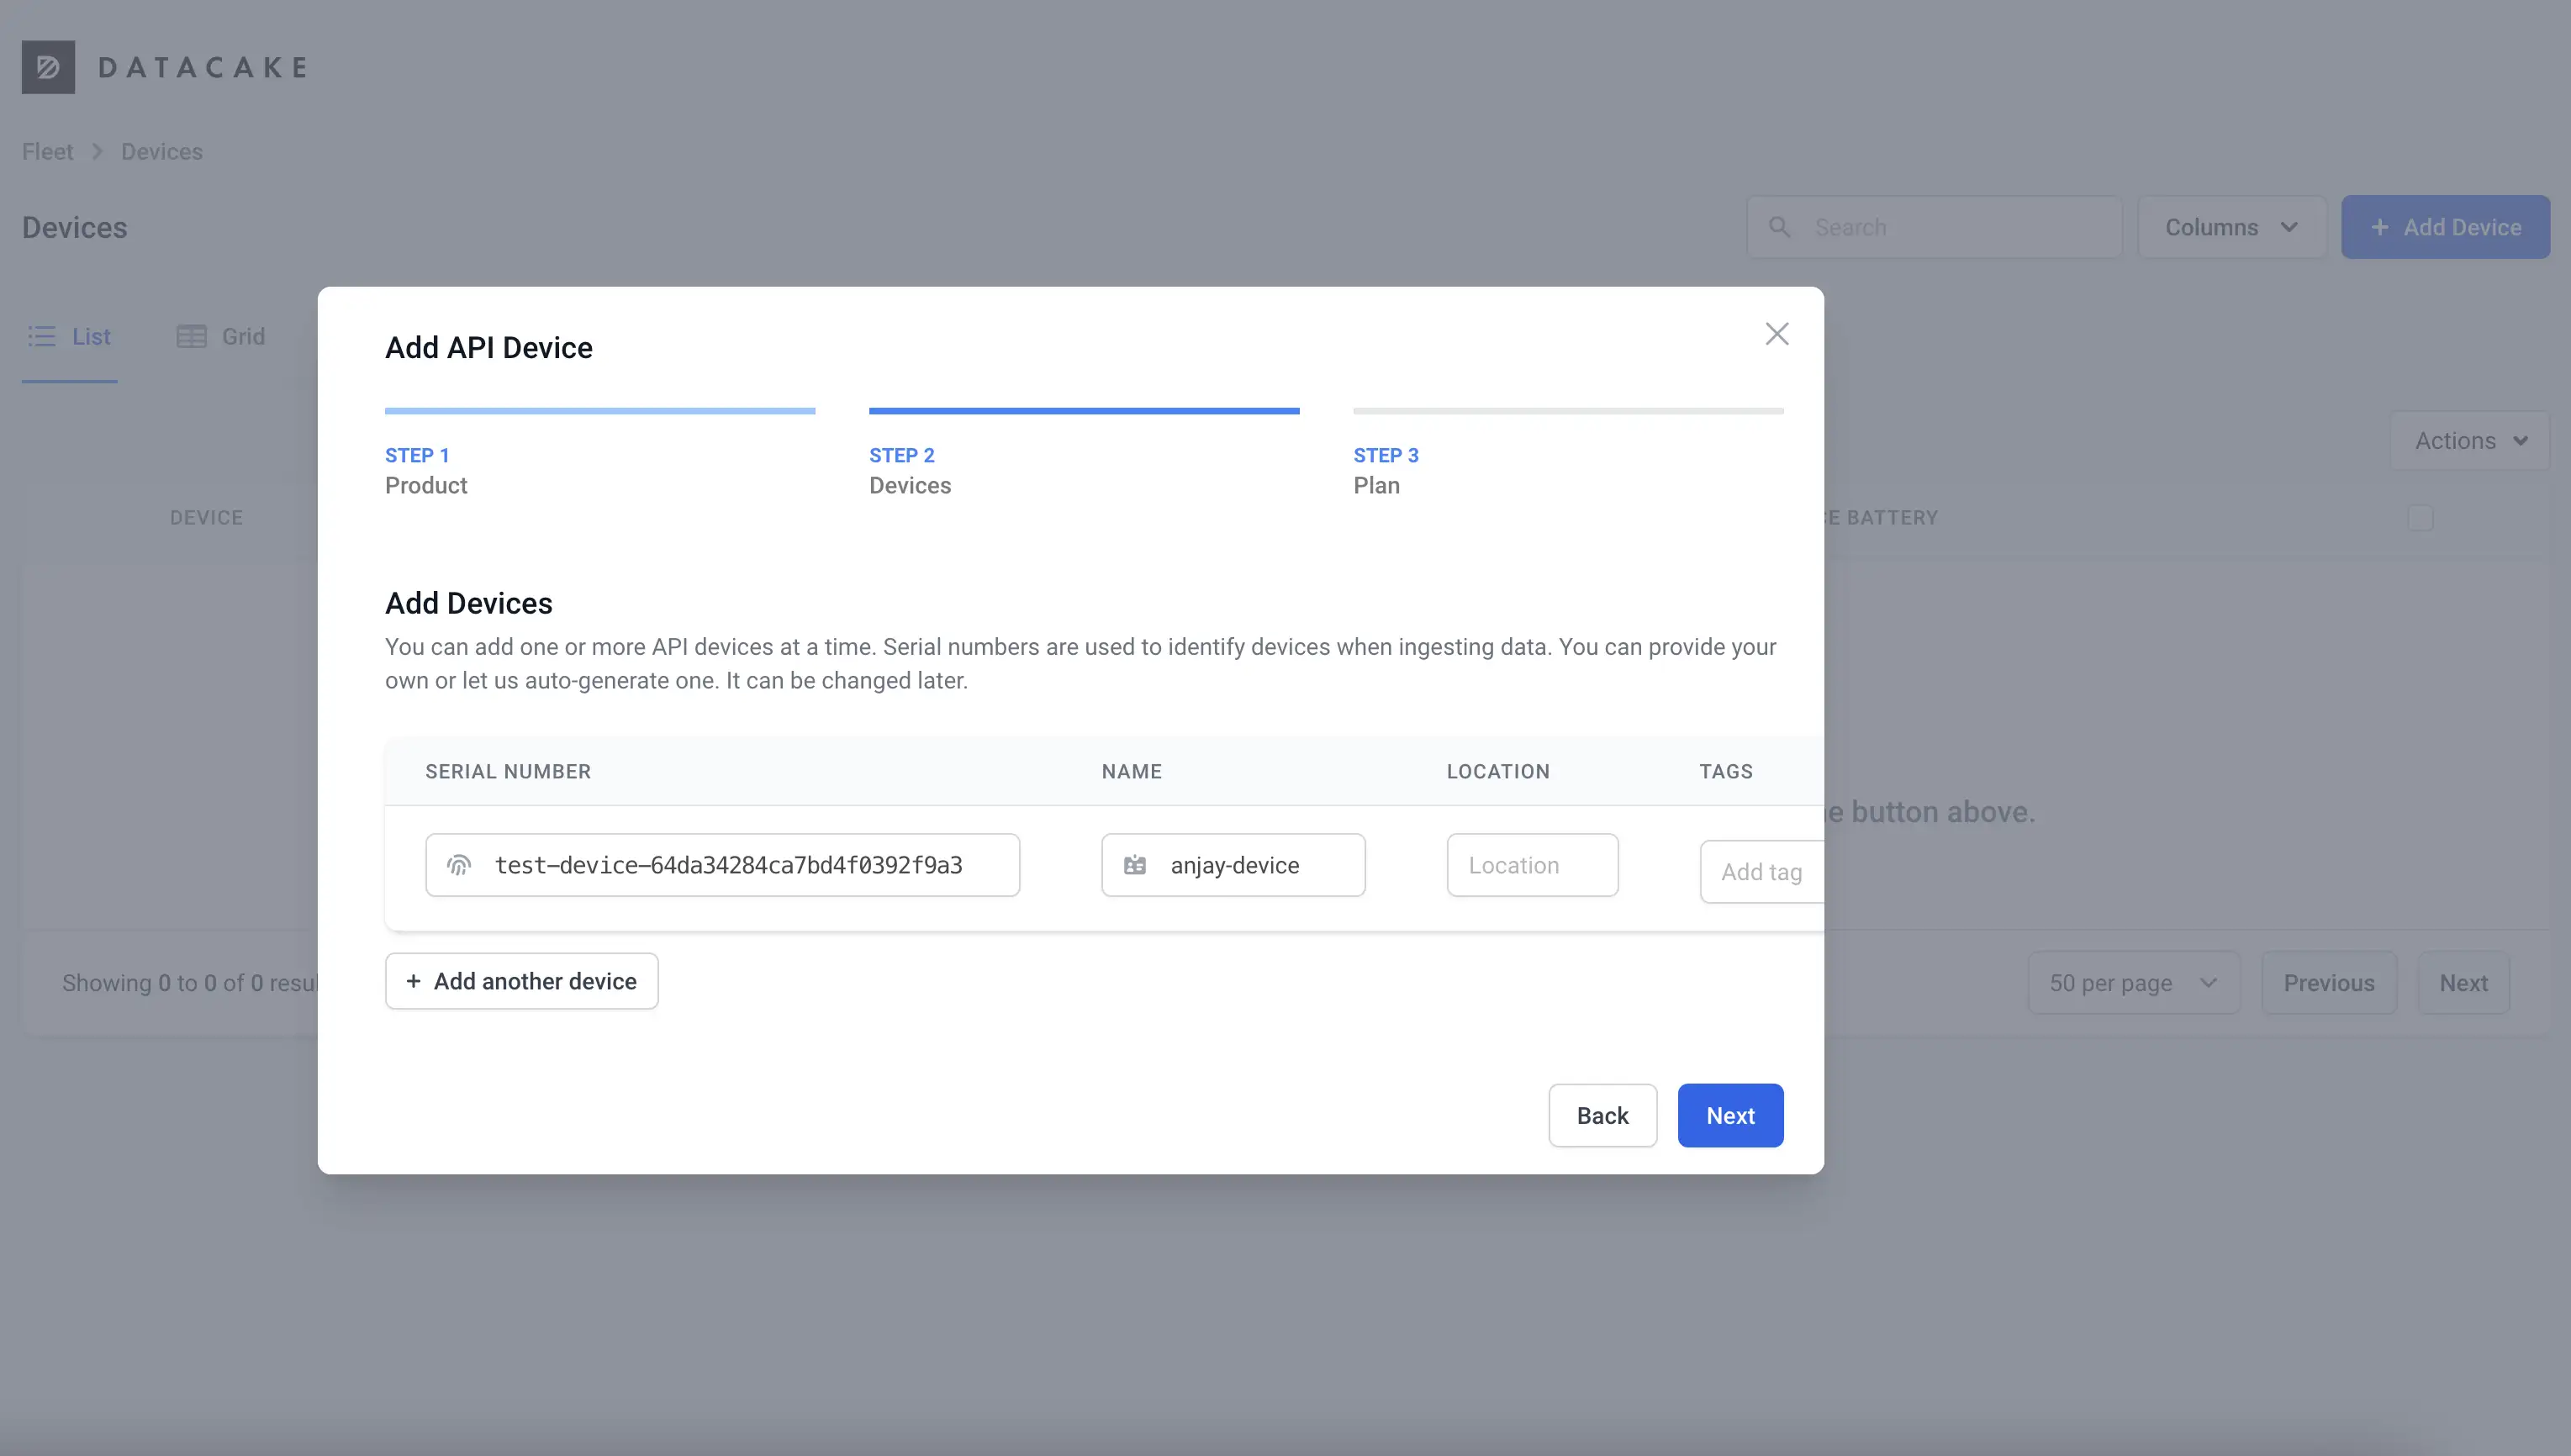 DATACAKE
Fleet > Devices
Devices
Search
Columns
+ Add Device
List
Grid
Add API Device
STEP 1
Product
STEP 2
Devices
STEP 3
Plan
Actions
DEVICE
BATTERY
Add Devices
You can add one or more API devices at a time. Serial numbers are used to identify devices when ingesting data. You can provide your
own or let us auto-generate one. It can be changed later.
SERIAL NUMBER
NAME
LOCATION
TAGS
button above.
test-device-64da34284ca7bd4f0392f9a3
anjay-device
Location
Add tag
+ Add another device
Showing 0 to 0 of 0 resul
50 per page
Previous
Next
Back
Next